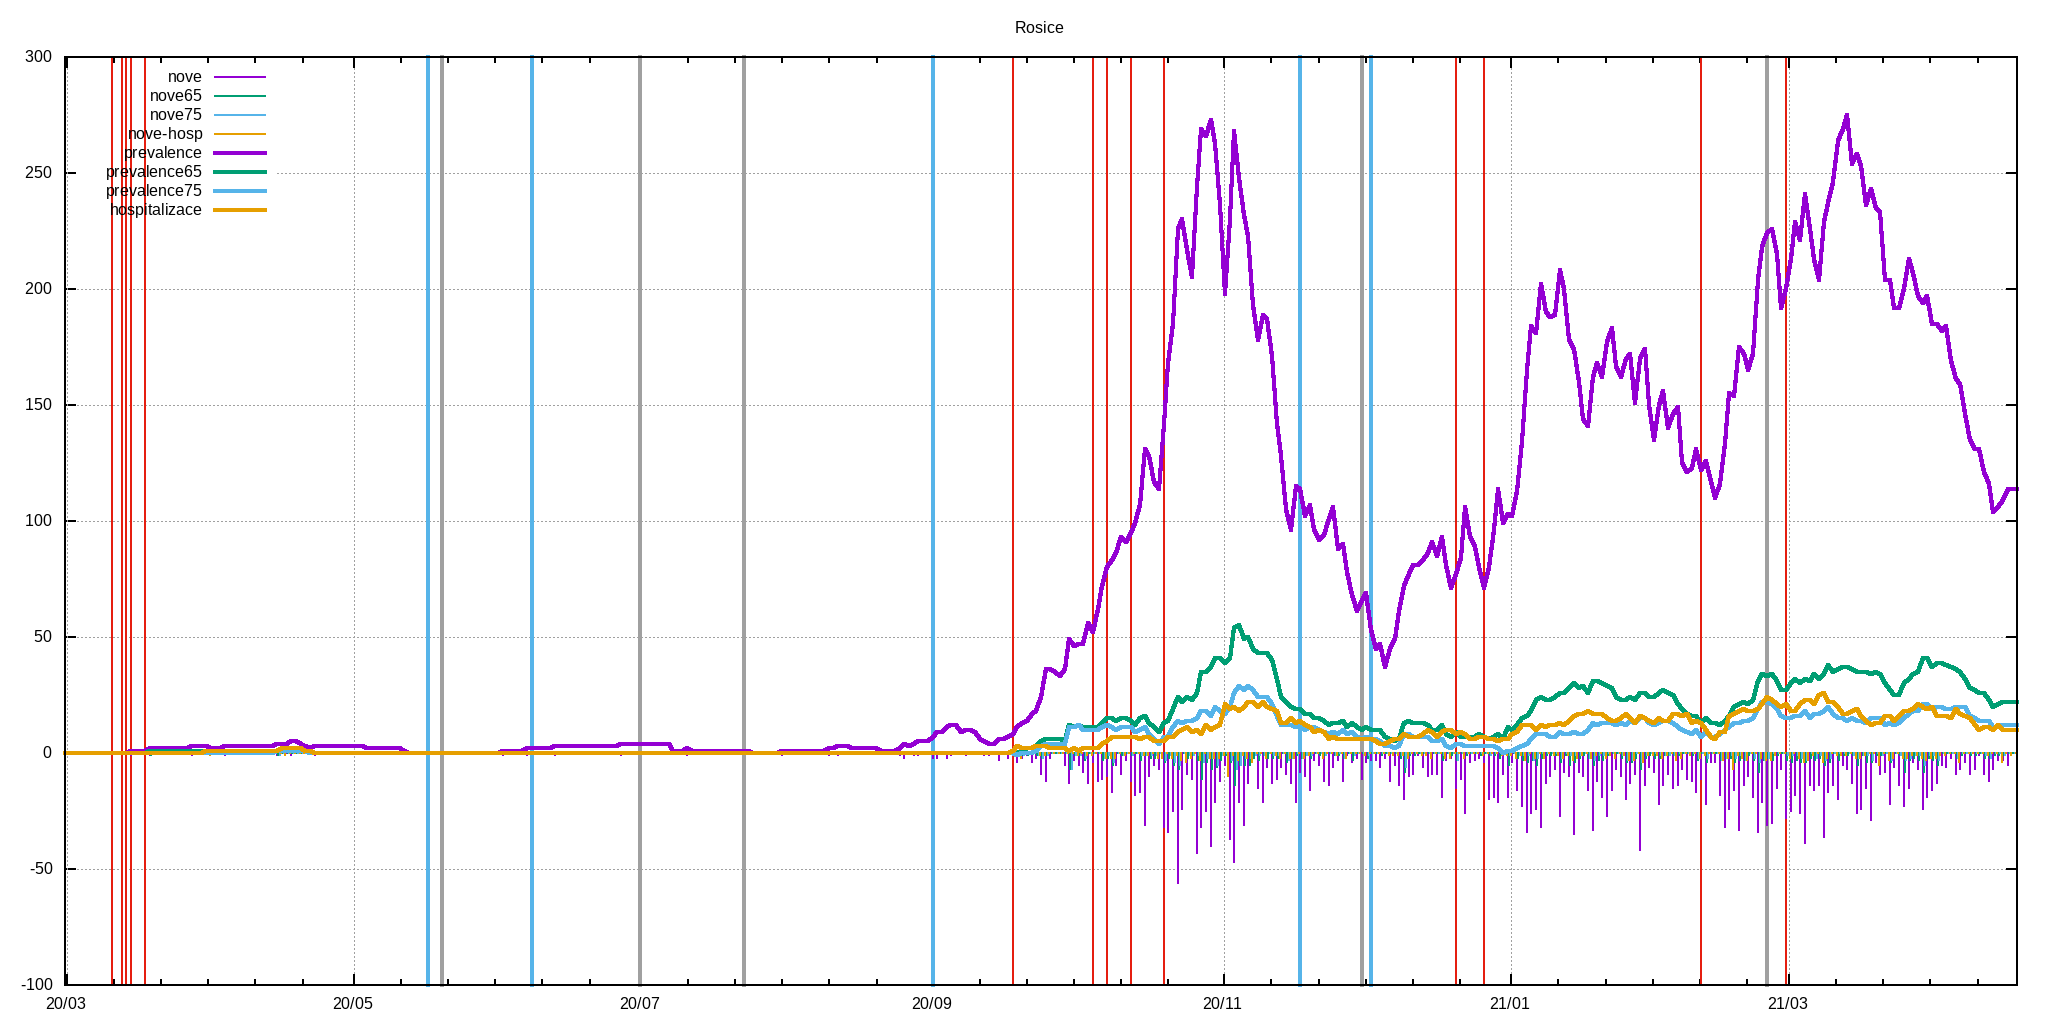 Rosice
300
250
200
150
100
50
0
-50
-100
nove
nove65
nove75
nove-hosp
prevalence
prevalence65
prevalence75
hospitalizace
20/03 20/05 20/07 20/09 20/11 21/01 21/03